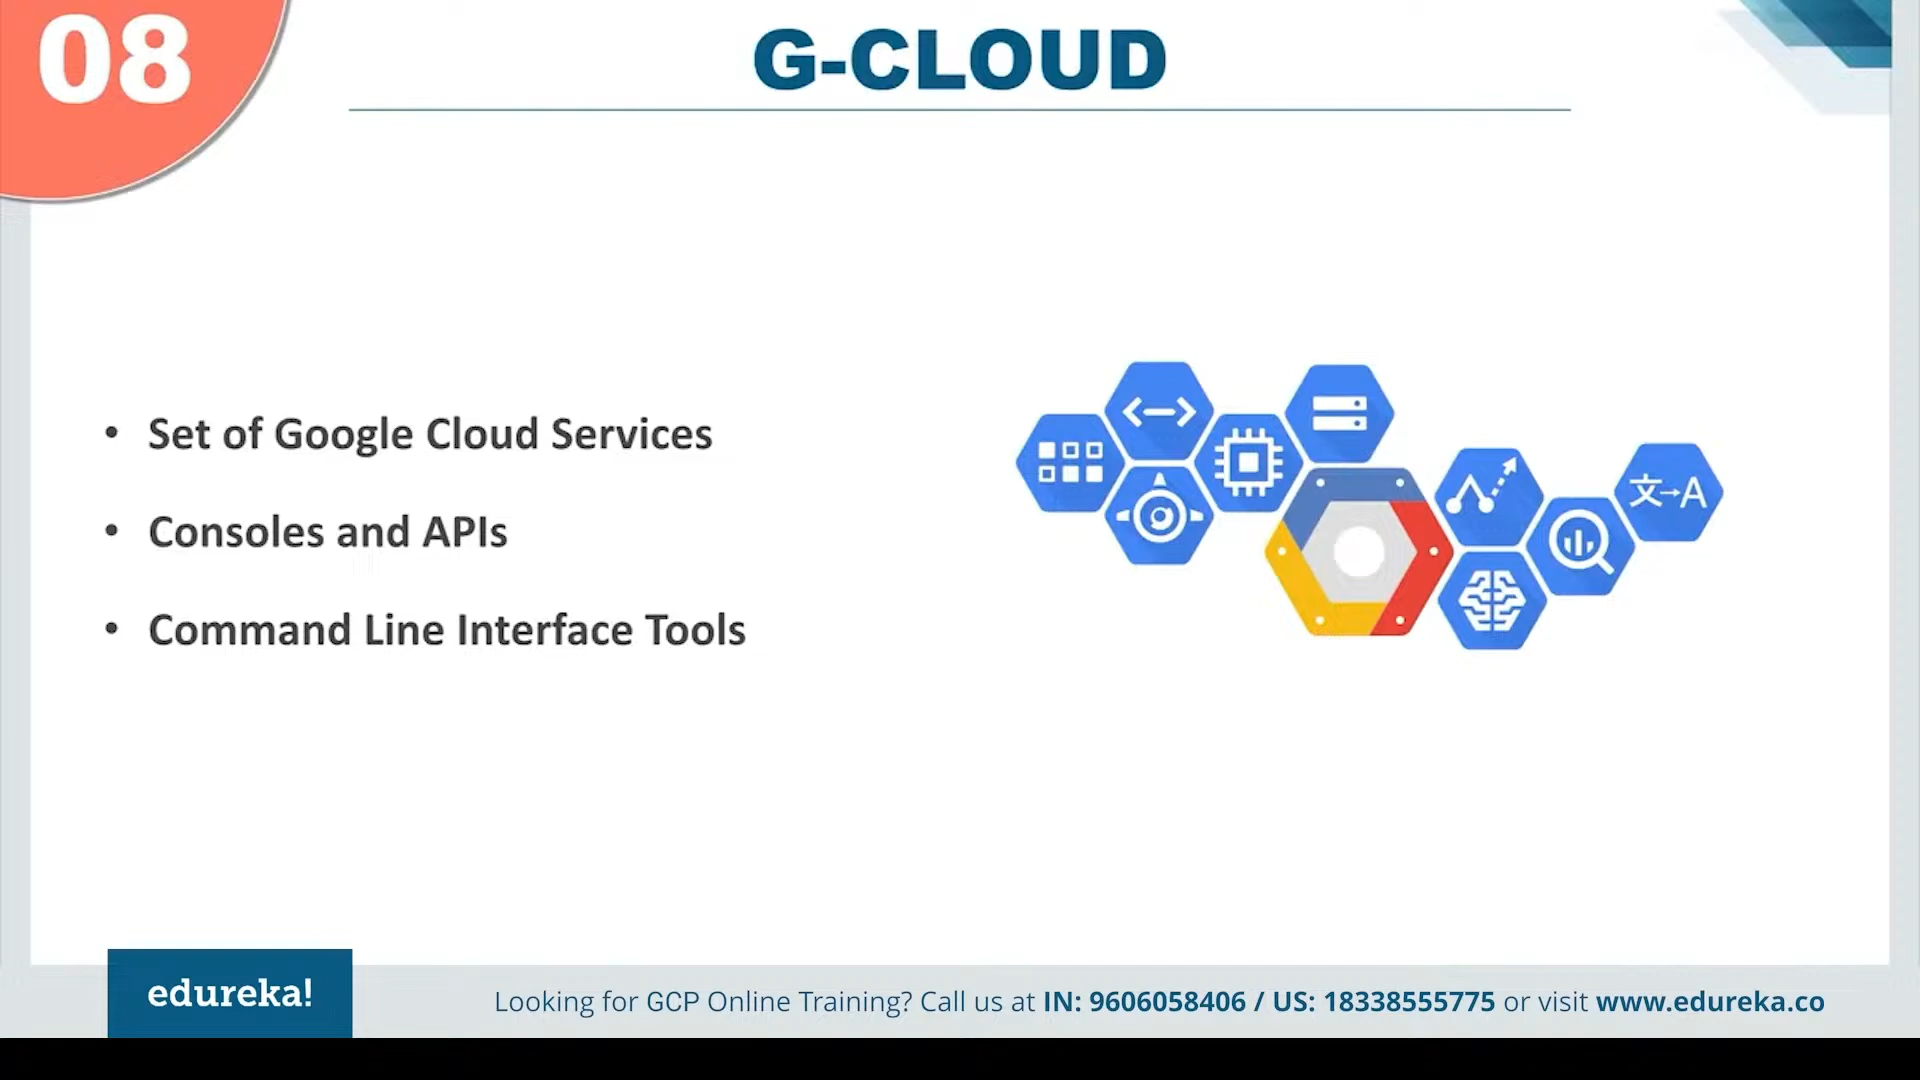 08
G-CLOUD
• Set of Google Cloud Services
• Consoles and APIs
• Command Line Interface Tools
文→A
edureka!
Looking for GCP Online Training? Call us at IN: 9606058406 / US: 18338555775 or visit www.edureka.co